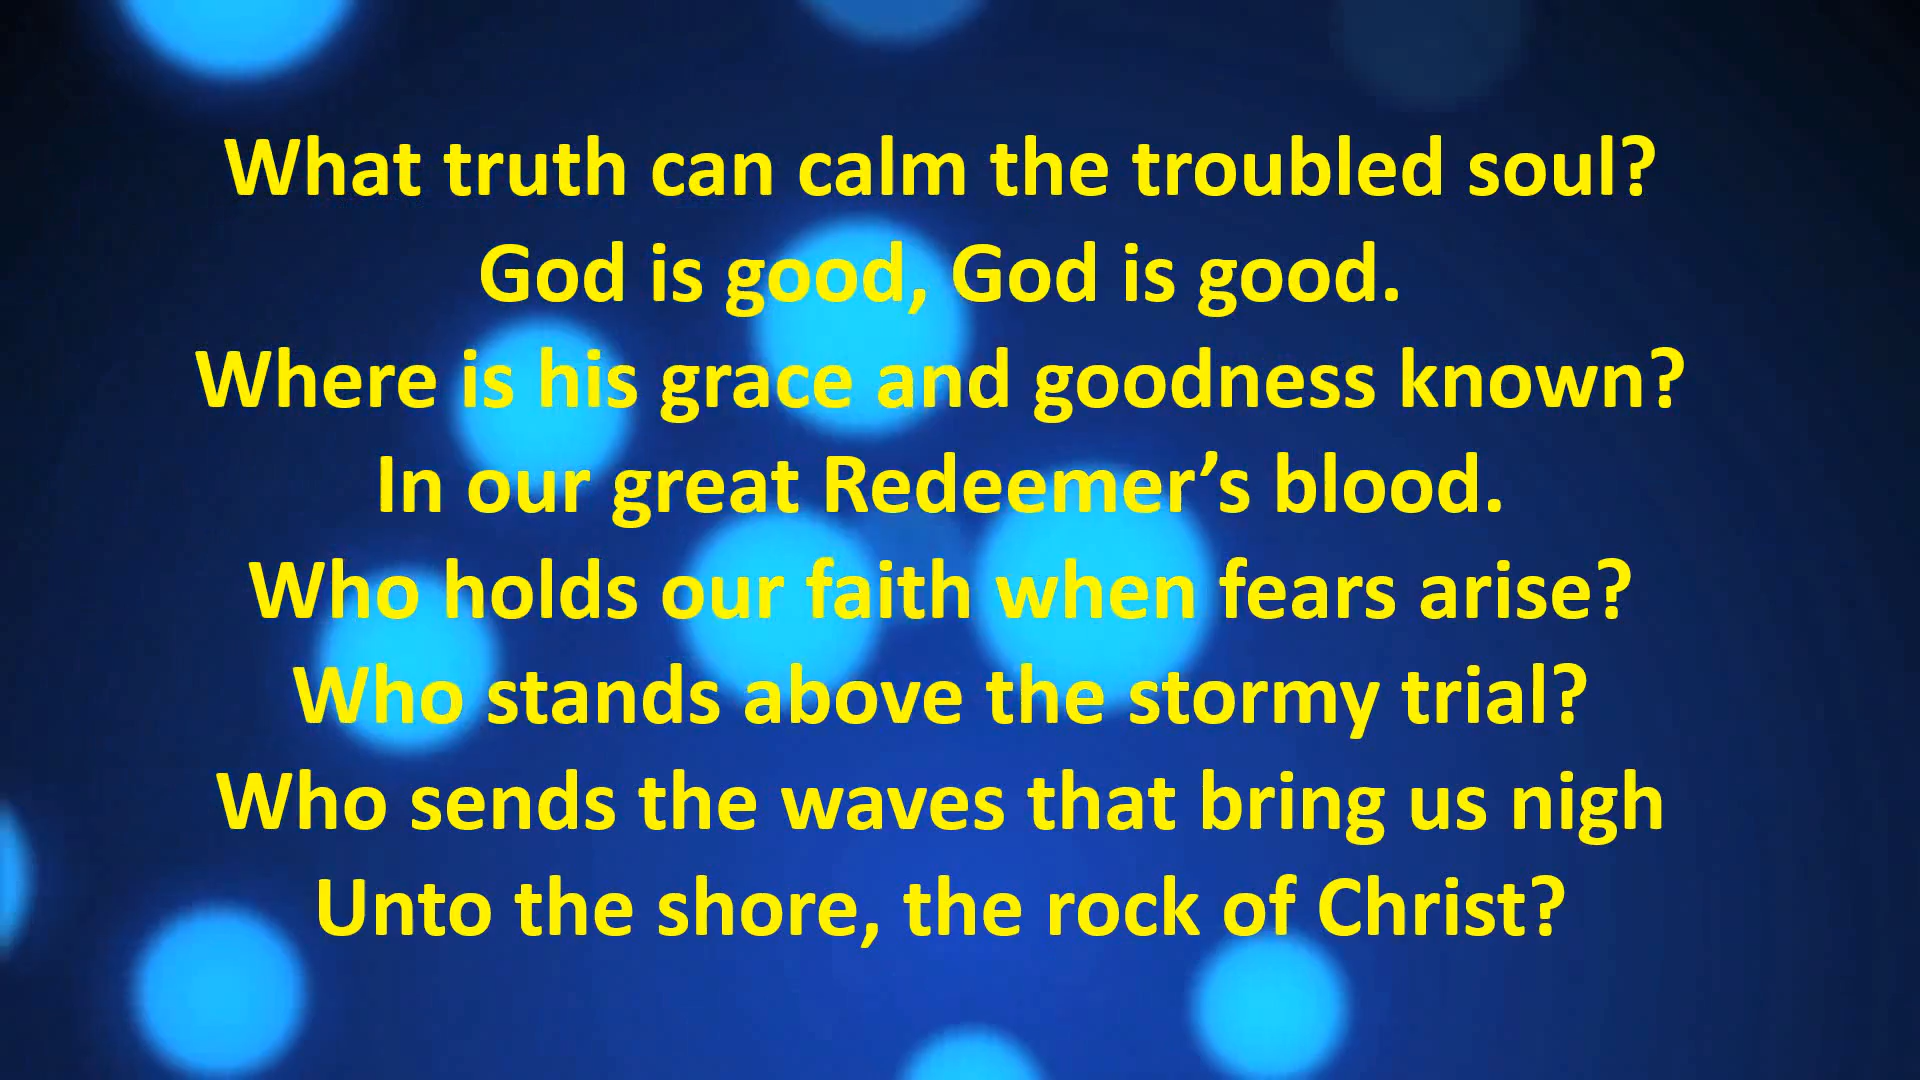 What truth can calm the troubled soul?
God is good, God is good.
Where is his grace and goodness known?
In our great Redeemer’s blood.
Who holds our faith when fears arise?
Who stands above the stormy trial?
Who sends the waves that bring us nigh
Unto the shore, the rock of Christ?